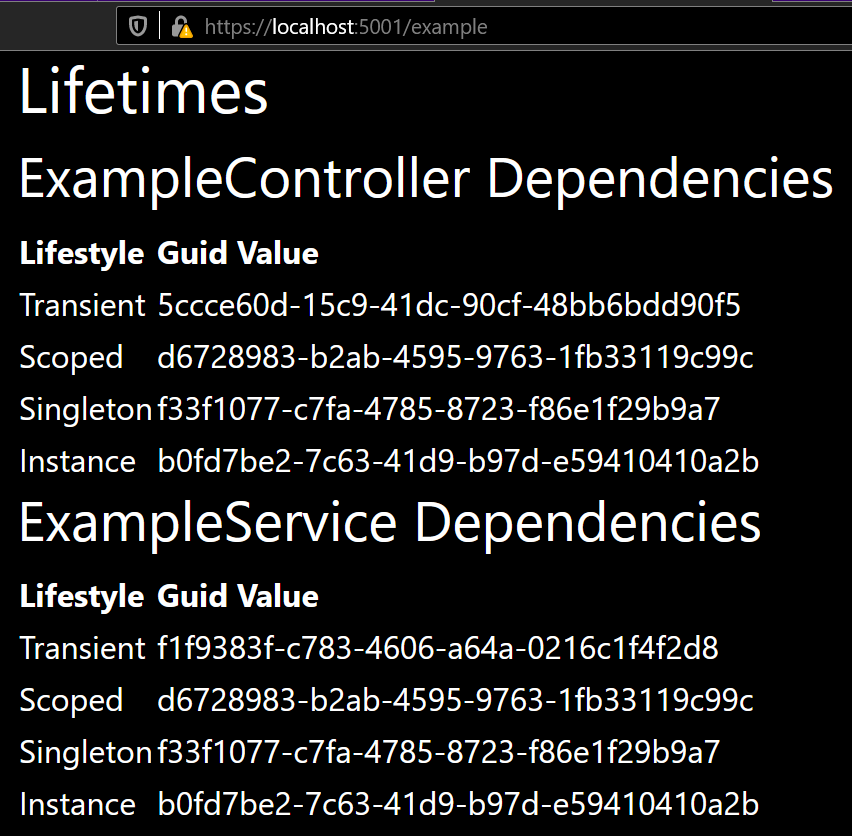 https://localhost:5001/example
Lifetimes
ExampleController Dependencies
Lifestyle Guid Value
Transient 5ccce60d-15c9-41dc-90cf-48bb6bdd90f5
Scoped d6728983-b2ab-4595-9763-1fb33119c99c
Singleton f33f1077-c7fa-4785-8723-f86e1f29b9a7
Instance b0fd7be2-7c63-41d9-b97d-e59410410a2b
ExampleService Dependencies
Lifestyle Guid Value
Transient f1f9383f-c783-4606-a64a-0216c1f4f2d8
Scoped d6728983-b2ab-4595-9763-1fb33119c99c
Singleton f33f1077-c7fa-4785-8723-f86e1f29b9a7
Instance b0fd7be2-7c63-41d9-b97d-e59410410a2b